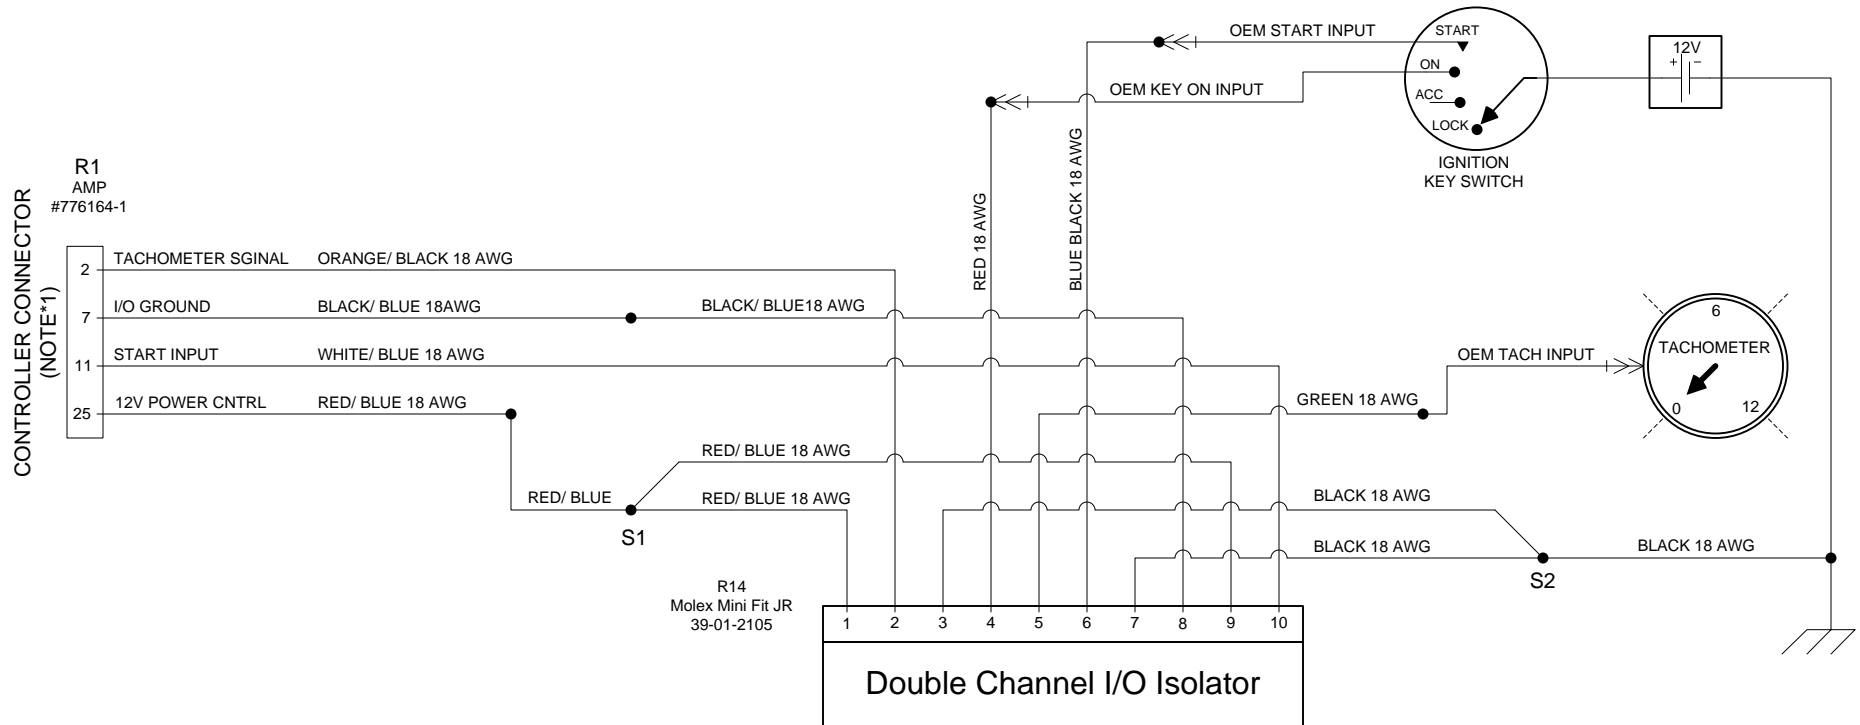 OEM START INPUT
START
12V
+ -
ON
OEM KEY ON INPUT
ACC
LOCK
IGNITION
KEY SWITCH
R1
AMP
#776164-1
CONTROLLER CONNECTOR
(NOTE*1)
RED 18 AWG
BLUE BLACK 18 AWG
2
TACHOMETER SGINAL
ORANGE/ BLACK 18 AWG
7
I/O GROUND
BLACK/ BLUE 18AWG
BLACK/ BLUE18 AWG
11
START INPUT
WHITE/ BLUE 18 AWG
25
12V POWER CNTRL
RED/ BLUE 18 AWG
6
TACHOMETER
0
12
OEM TACH INPUT
GREEN 18 AWG
RED/ BLUE 18 AWG
RED/ BLUE
RED/ BLUE 18 AWG
S1
BLACK 18 AWG
BLACK 18 AWG
BLACK 18 AWG
S2
R14
Molex Mini Fit JR
39-01-2105
1 2 3 4 5 6 7 8 9 10
Double Channel I/O Isolator